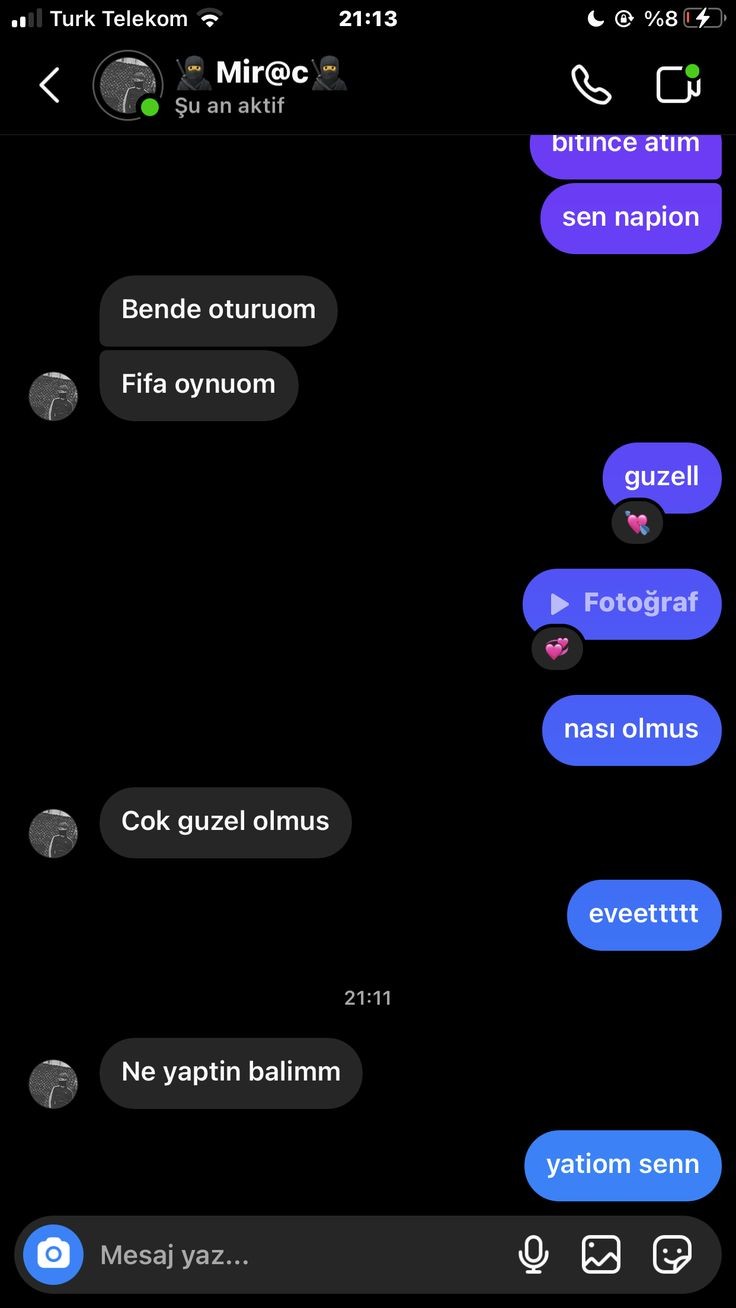 Turk Telekom
21:13
%8
Mir@c
Şu an aktif
bitince atim
sen napion
Bende oturuom
Fifa oynuom
guzell
Fotoğraf
nası olmus
Cok guzel olmus
eveettttt
21:11
Ne yaptin balimm
yatiom senn
Mesaj yaz...